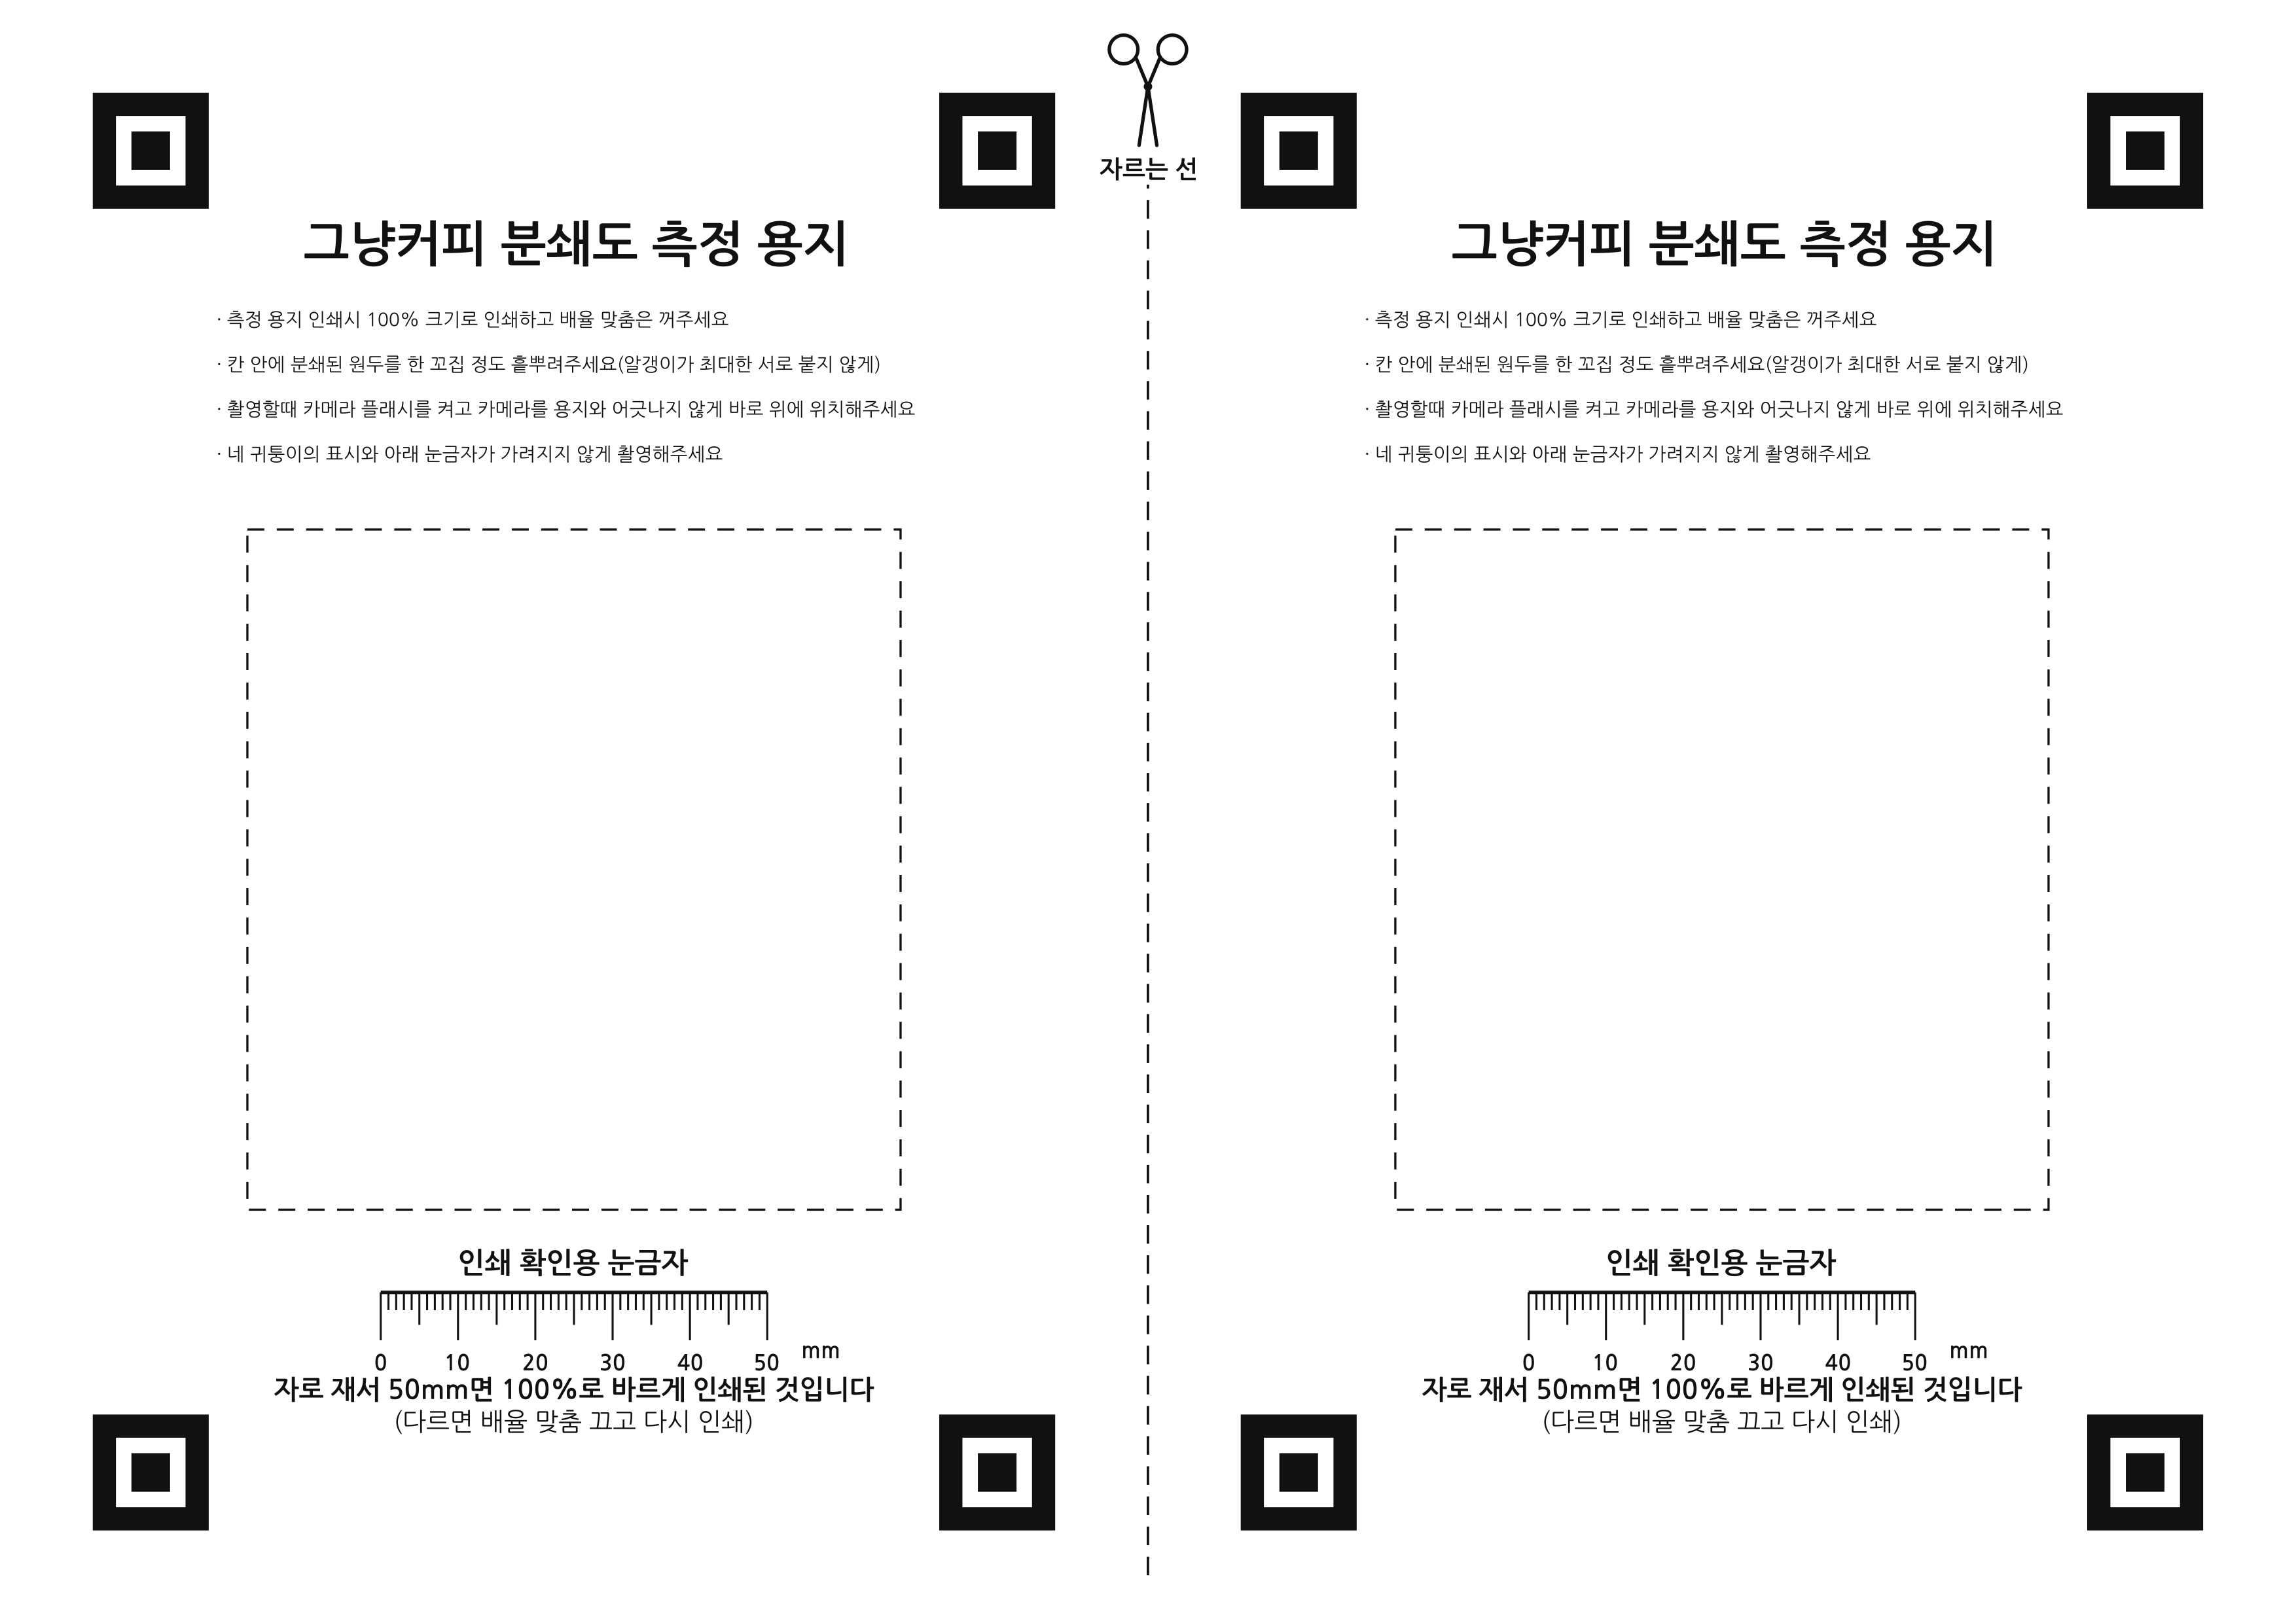 자르는 선
그냥커피 분쇄도 측정 용지
· 측정 용지 인쇄시 100% 크기로 인쇄하고 배율 맞춤은 꺼주세요
· 칸 안에 분쇄된 원두를 한 꼬집 정도 흩뿌려주세요(알갱이가 최대한 서로 붙지 않게)
· 촬영할때 카메라 플래시를 켜고 카메라를 용지와 어긋나지 않게 바로 위에 위치해주세요
· 네 귀퉁이의 표시와 아래 눈금자가 가려지지 않게 촬영해주세요
인쇄 확인용 눈금자
0 10 20 30 40 50 mm
자로 재서 50mm면 100%로 바르게 인쇄된 것입니다
(다르면 배율 맞춤 끄고 다시 인쇄)
그냥커피 분쇄도 측정 용지
· 측정 용지 인쇄시 100% 크기로 인쇄하고 배율 맞춤은 꺼주세요
· 칸 안에 분쇄된 원두를 한 꼬집 정도 흩뿌려주세요(알갱이가 최대한 서로 붙지 않게)
· 촬영할때 카메라 플래시를 켜고 카메라를 용지와 어긋나지 않게 바로 위에 위치해주세요
· 네 귀퉁이의 표시와 아래 눈금자가 가려지지 않게 촬영해주세요
인쇄 확인용 눈금자
0 10 20 30 40 50 mm
자로 재서 50mm면 100%로 바르게 인쇄된 것입니다
(다르면 배율 맞춤 끄고 다시 인쇄)